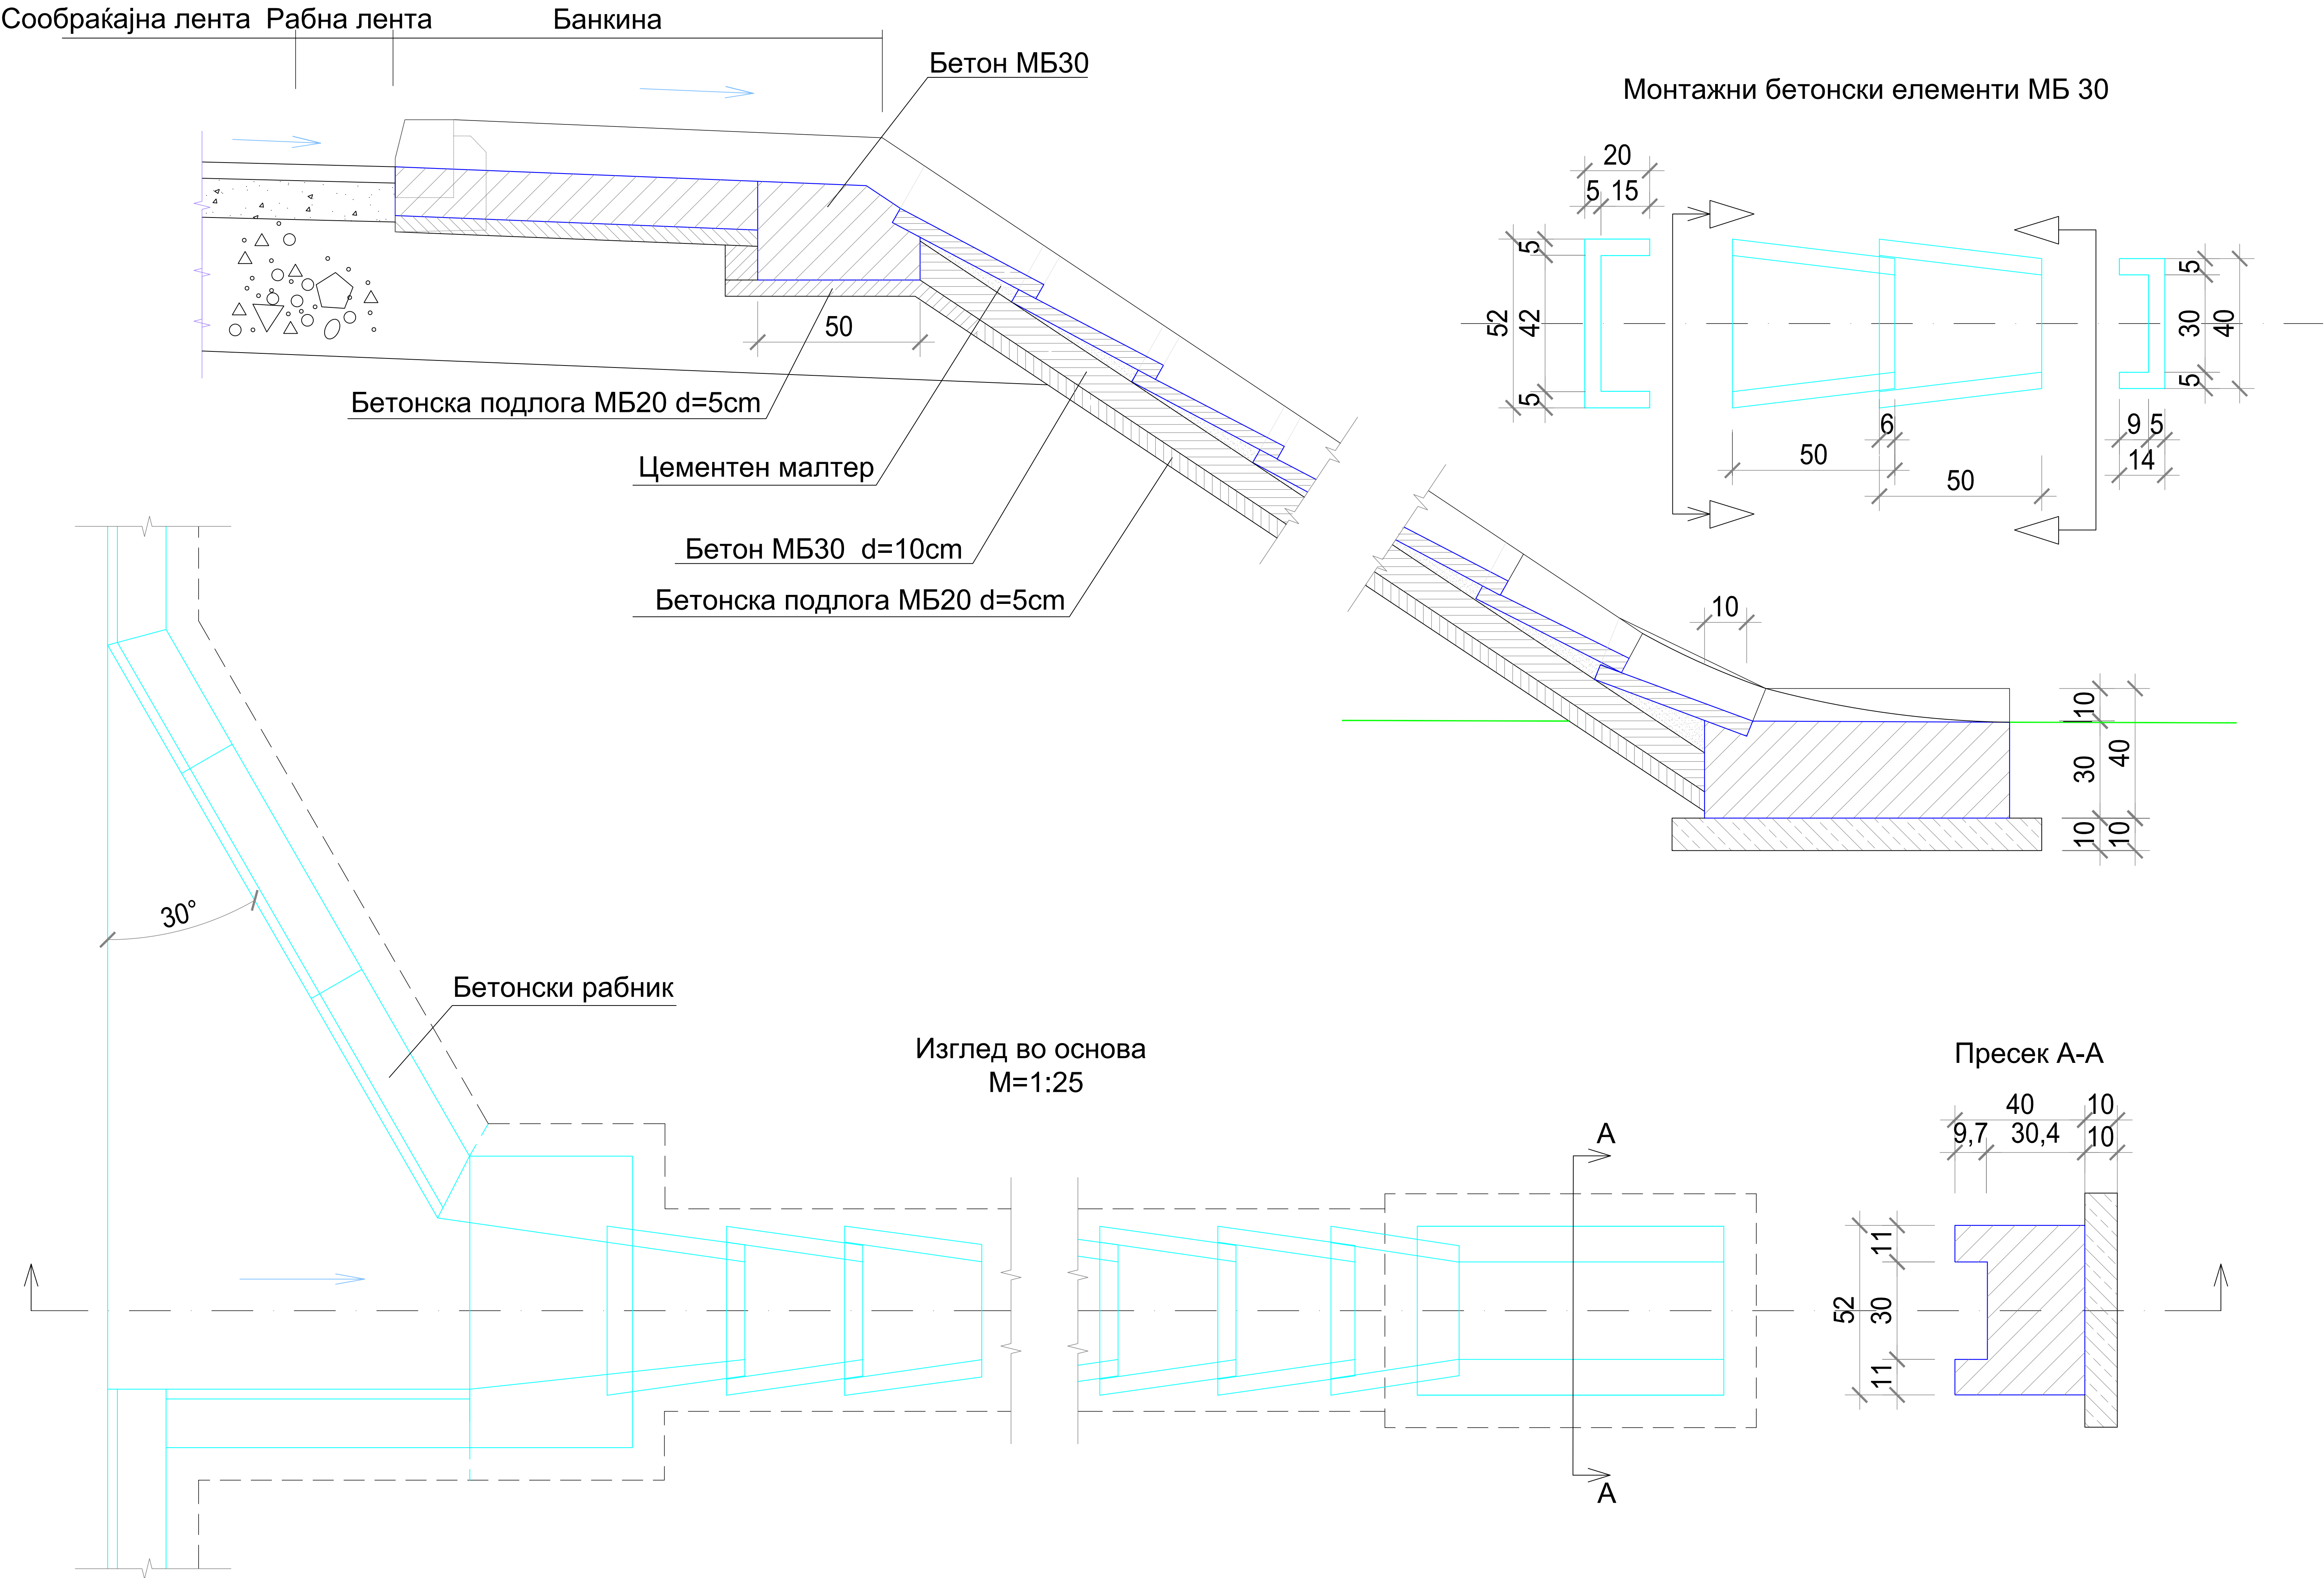 Сообраќајна лента Рабна лента Банкина
Бетон МБ30
Монтажни бетонски елементи МБ 30
20
5 15
5
52
42
5
6
50
50
5
30
40
5
9 5
14
50
Бетонска подлога МБ20 d=5cm
Цементен малтер
Бетон МБ30 d=10cm
Бетонска подлога МБ20 d=5cm
10
10
30
40
10
10
30°
Бетонски рабник
Изглед во основа
М=1:25
А
А
Пресек А-А
40 10
9,7 30,4 10
11
52
30
11